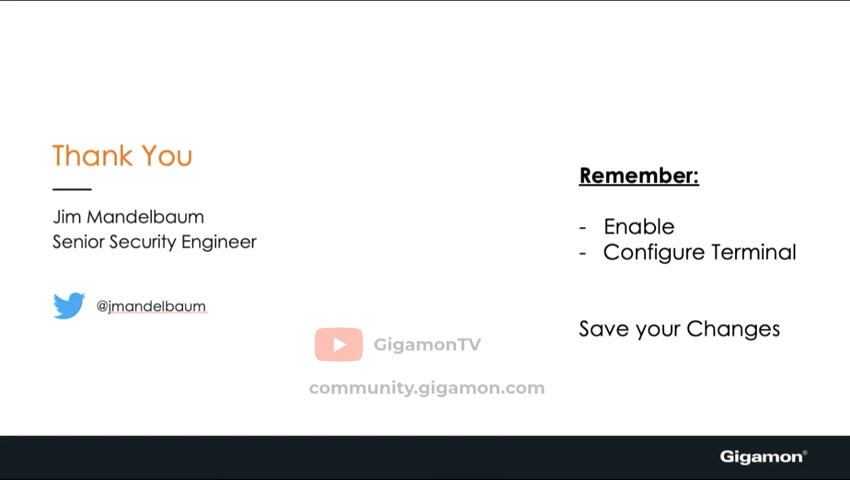 Thank You
Jim Mandelbaum
Senior Security Engineer
@jmandelbaum
Remember:
- Enable
- Configure Terminal
Save your Changes
GigamonTV
community.gigamon.com
Gigamon®